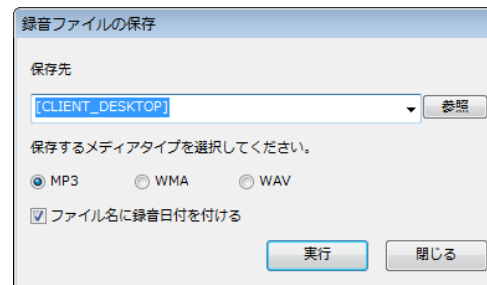 録音ファイルの保存
保存先
[CLIENT_DESKTOP] 参照
保存するメディアタイプを選択してください。
MP3 WMA WAV
ファイル名に録音日付を付ける
実行 閉じる